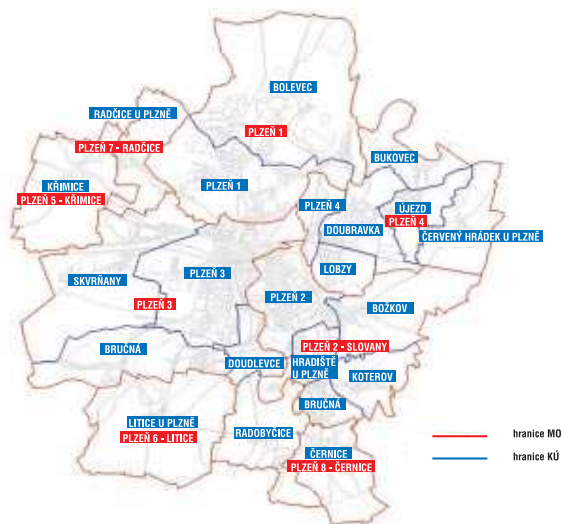 BOLEVEC
RADČICE U PLZNĚ
PLZEŇ 1
PLZEŇ 7 - RADČICE
BUKOVEC
KŘIMICE
PLZEŇ 5 - KŘIMICE
PLZEŇ 1
PLZEŇ 4
ÚJEZD
PLZEŇ 4
DOUBRAVKA
ČERVENÝ HRÁDEK U PLZNĚ
SKVRŇANY
PLZEŇ 3
LOBZY
PLZEŇ 3
PLZEŇ 2
BOŽKOV
BRUČNÁ
DOUDLEVCE
PLZEŇ 2 - SLOVANY
HRADIŠTĚ
U PLZNĚ
KOTEROV
BRUČNÁ
LITICE U PLZNĚ
PLZEŇ 6 - LITICE
RADOBYČICE
ČERNICE
PLZEŇ 8 - ČERNICE
hranice MO
hranice KÚ